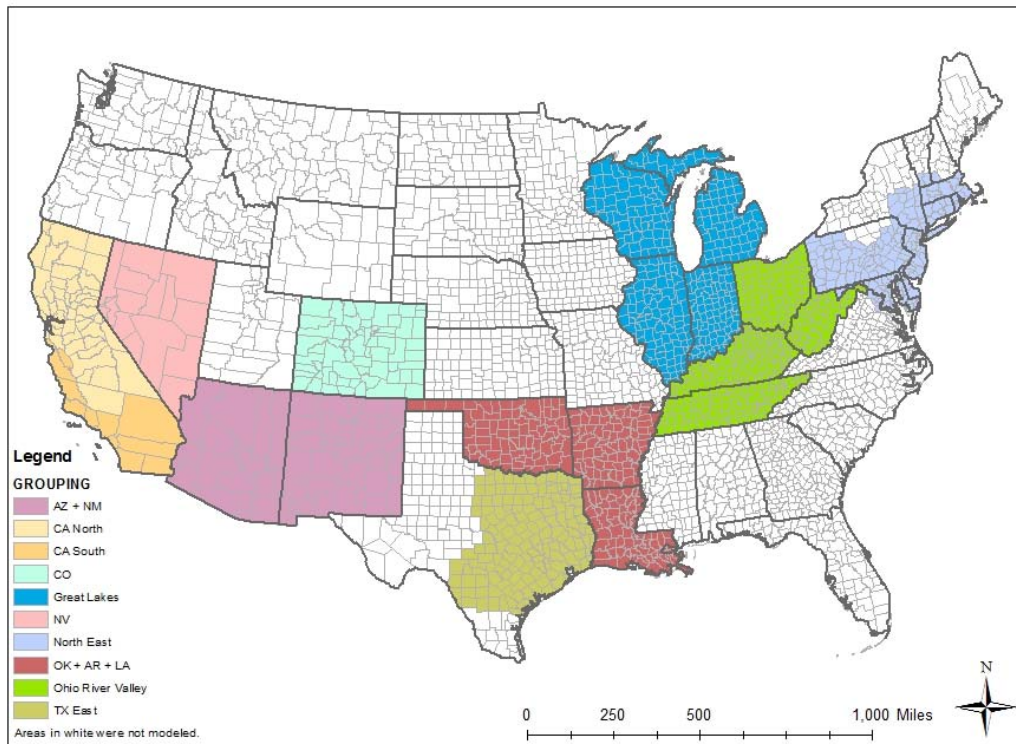 Legend
GROUPING
AZ + NM
CA North
CA South
CO
Great Lakes
NV
North East
OK + AR + LA
Ohio River Valley
TX East
Areas in white were not modeled.
N
0 250 500 1,000 Miles